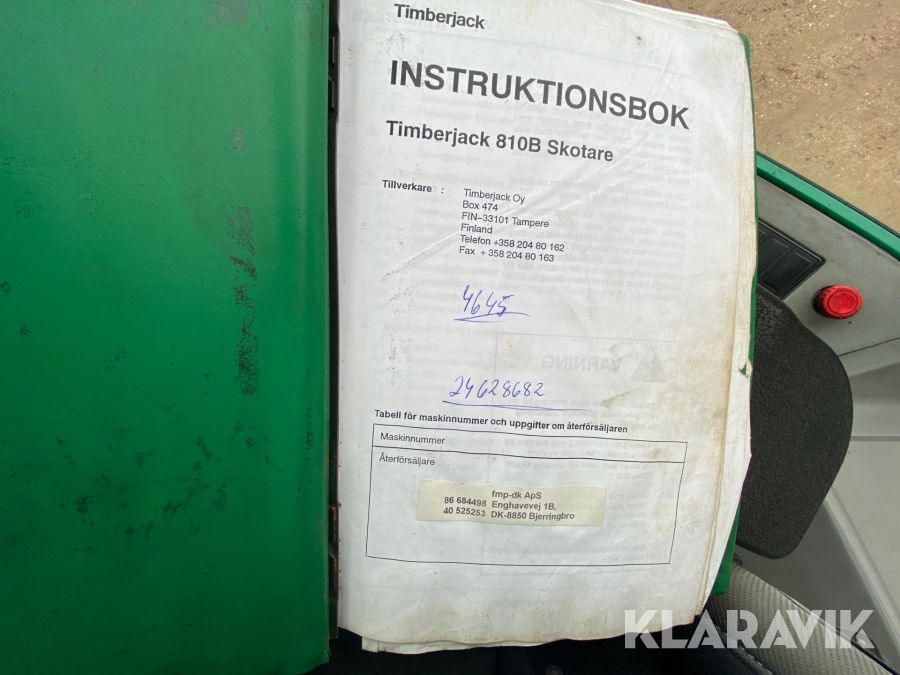 Timberjack
INSTRUKTIONSBOK
Timberjack 810B Skotare
Tillverkare : Timberjack Oy
Box 474
FIN–33101 Tampere
Finland
Telefon +358 204 80 162
Fax + 358 204 80 163
4645
VARNING
24628682
Tabell för maskinnummer och uppgifter om återförsäljaren
Maskinnummer
Återförsäljare
fmp-dk ApS
86 684498 Enghavevej 1B,
40 525253 DK-8850 Bjerringbro
KLARAVIK